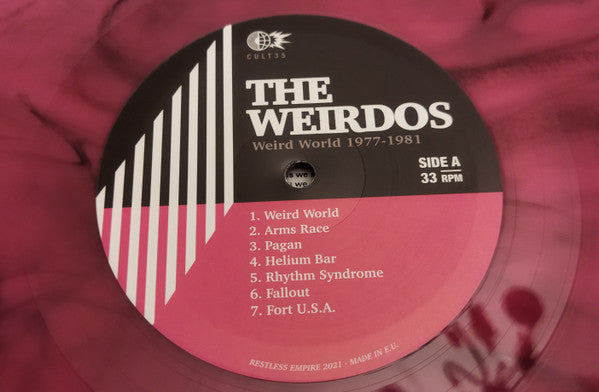 CULT35
THE
WEIRDOS
Weird World 1977-1981
SIDE A
33 RPM
1. Weird World
2. Arms Race
3. Pagan
4. Helium Bar
5. Rhythm Syndrome
6. Fallout
7. Fort U.S.A.
RESTLESS EMPIRE 2021 - MADE IN E.U.